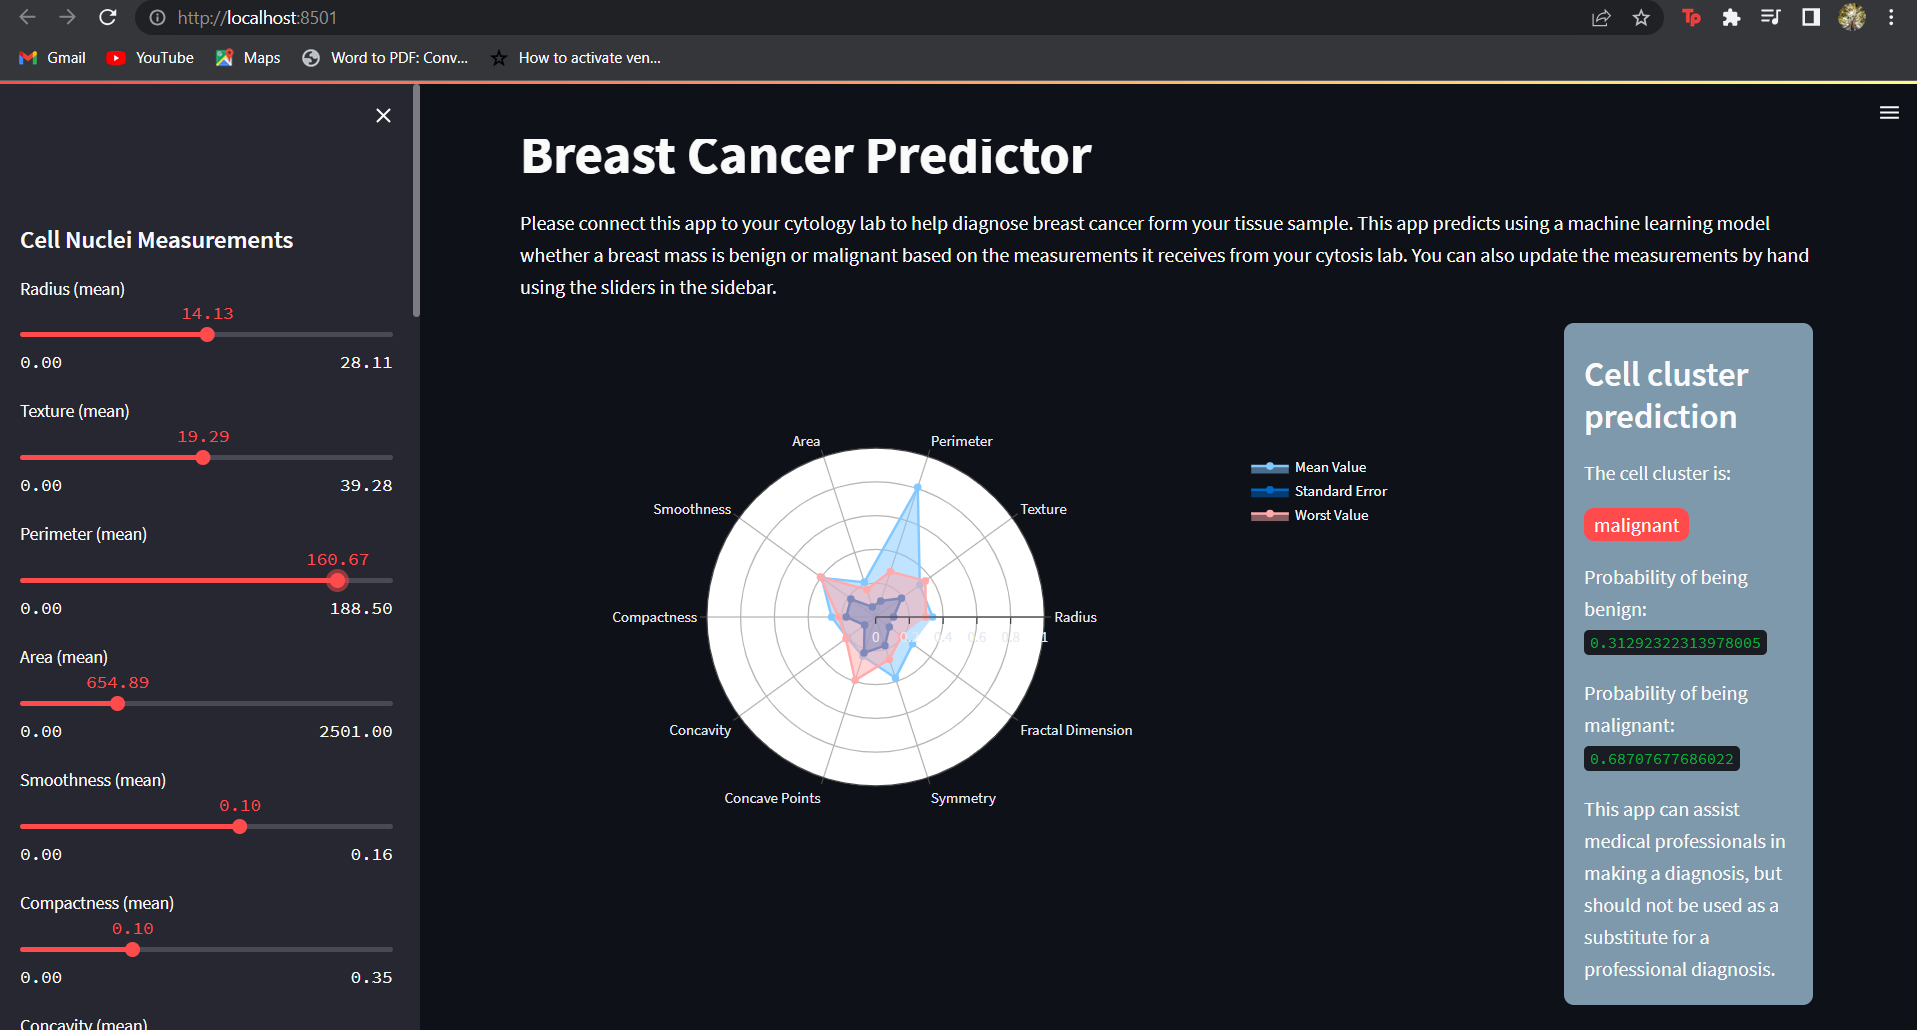 http://localhost:8501
Tp
Gmail
YouTube
Maps
Word to PDF: Conv...
How to activate ven...
Cell Nuclei Measurements
Radius (mean)
14.13
0.00 28.11
Texture (mean)
19.29
0.00 39.28
Perimeter (mean)
160.67
0.00 188.50
Area (mean)
654.89
0.00 2501.00
Smoothness (mean)
0.10
0.00 0.16
Compactness (mean)
0.10
0.00 0.35
Concavity (mean)
Breast Cancer Predictor
Please connect this app to your cytology lab to help diagnose breast cancer form your tissue sample. This app predicts using a machine learning model
whether a breast mass is benign or malignant based on the measurements it receives from your cytosis lab. You can also update the measurements by hand
using the sliders in the sidebar.
Area
Perimeter
Smoothness
Texture
Compactness
Radius
0 0.2 0.4 0.6 0.8 1
Concavity
Fractal Dimension
Concave Points
Symmetry
Mean Value
Standard Error
Worst Value
Cell cluster
prediction
The cell cluster is:
malignant
Probability of being
benign:
0.31292322313978005
Probability of being
malignant:
0.68707677686022
This app can assist
medical professionals in
making a diagnosis, but
should not be used as a
substitute for a
professional diagnosis.